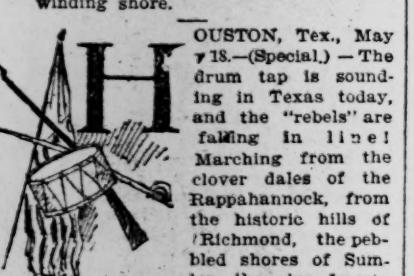 winding shore.
HOUSTON, Tex., May
18.—(Special.) — The
drum tap is sound-
ing in Texas today,
and the "rebels" are
falling in line!
Marching from the
clover dales of the
Rappahannock, from
the historic hills of
Richmond, the peb-
bled shores of Sum-